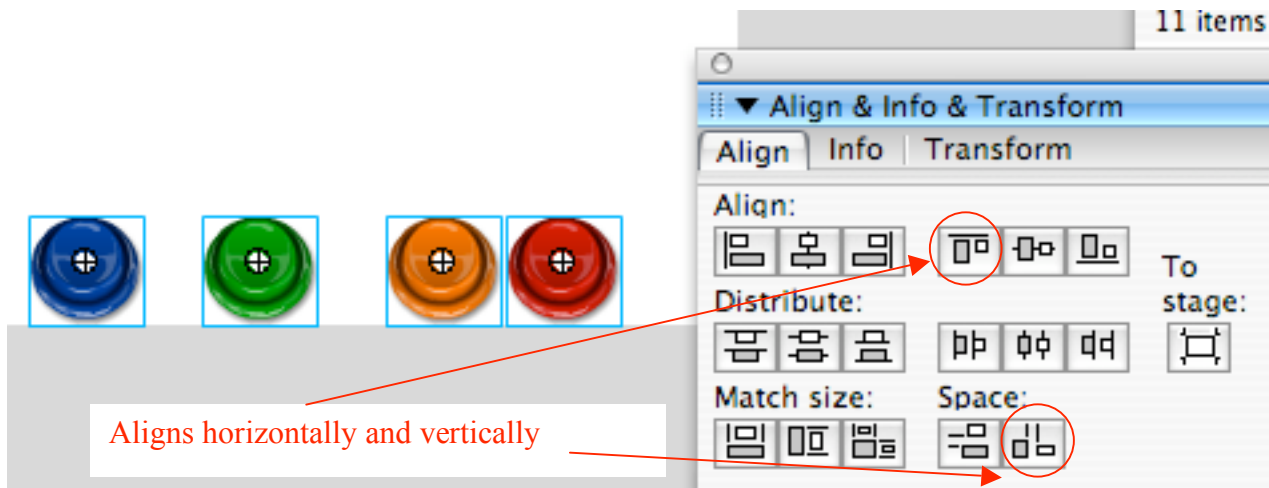 11 items
Align & Info & Transform
Align Info Transform
Align:
To
stage:
Distribute:
Match size: Space:
Aligns horizontally and vertically